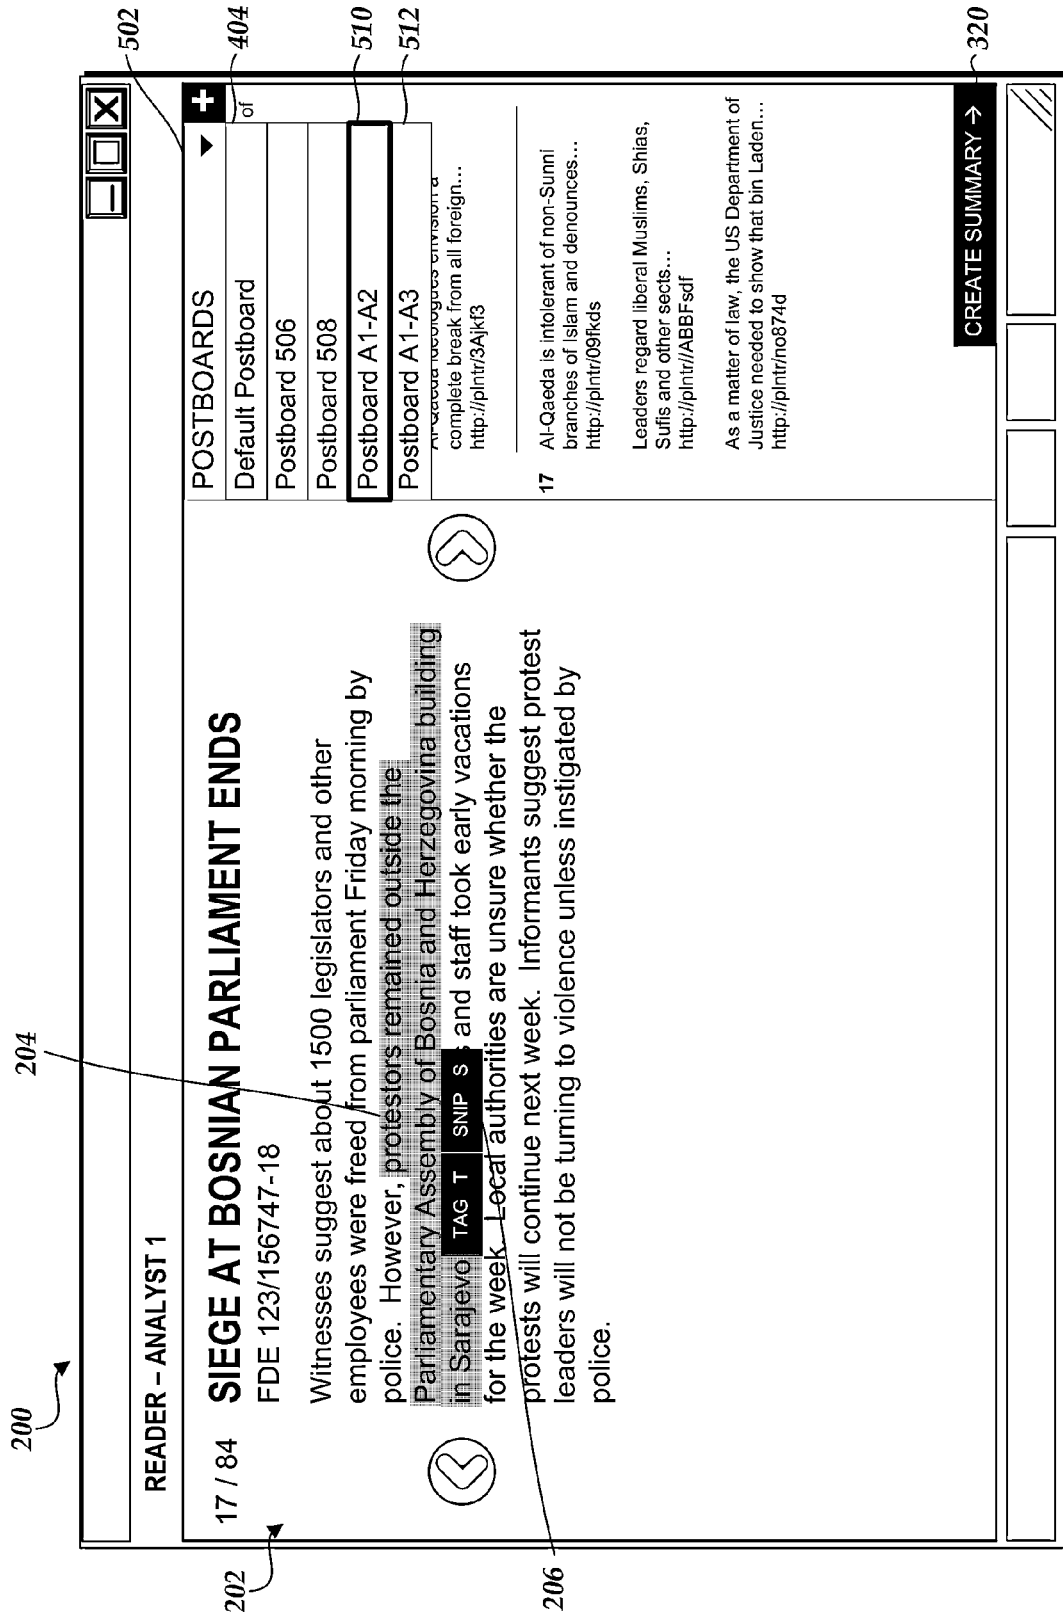 200
204
READER – ANALYST 1
17 / 84
SIEGE AT BOSNIAN PARLIAMENT ENDS
FDE 123/156747-18
Witnesses suggest about 1500 legislators and other
employees were freed from parliament Friday morning by
police.  However, protestors remained outside the
Parliamentary Assembly of Bosnia and Herzegovina building
in Sarajevo
TAG T
SNIP S
and staff took early vacations
for the week.  Local authorities are unsure whether the
protests will continue next week.  Informants suggest protest
leaders will not be turning to violence unless instigated by
police.
POSTBOARDS
+
of
Default Postboard
Postboard 506
Postboard 508
Postboard A1-A2
Postboard A1-A3
Al-Qaeda ideologues envision a
complete break from all foreign...
http://plntr/3Ajkf3
17
Al-Qaeda is intolerant of non-Sunni
branches of Islam and denounces...
http://plntr/09fkds
Leaders regard liberal Muslims, Shias,
Sufis and other sects...
http://plntr//ABBFsdf
As a matter of law, the US Department of
Justice needed to show that bin Laden...
http://plntr/no874d
CREATE SUMMARY →
502
404
510
512
320
202
206